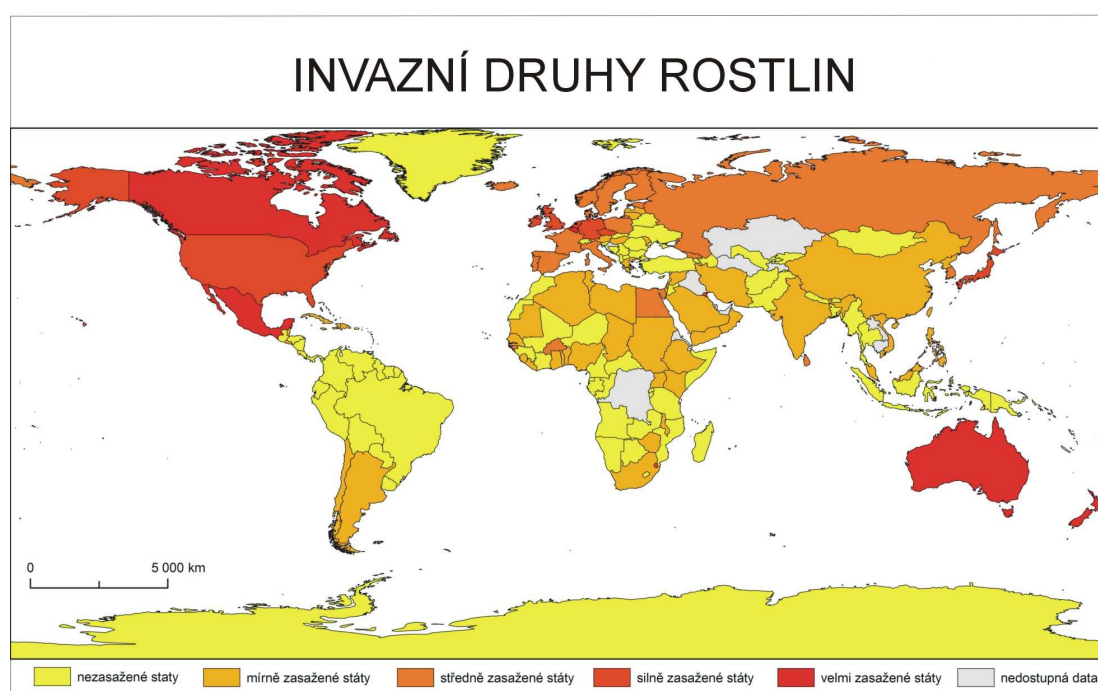 INVAZNÍ DRUHY ROSTLIN
0 5 000 km
nezasažené staty mírně zasažené státy středně zasažené státy silně zasažené státy velmi zasažené státy nedostupná data